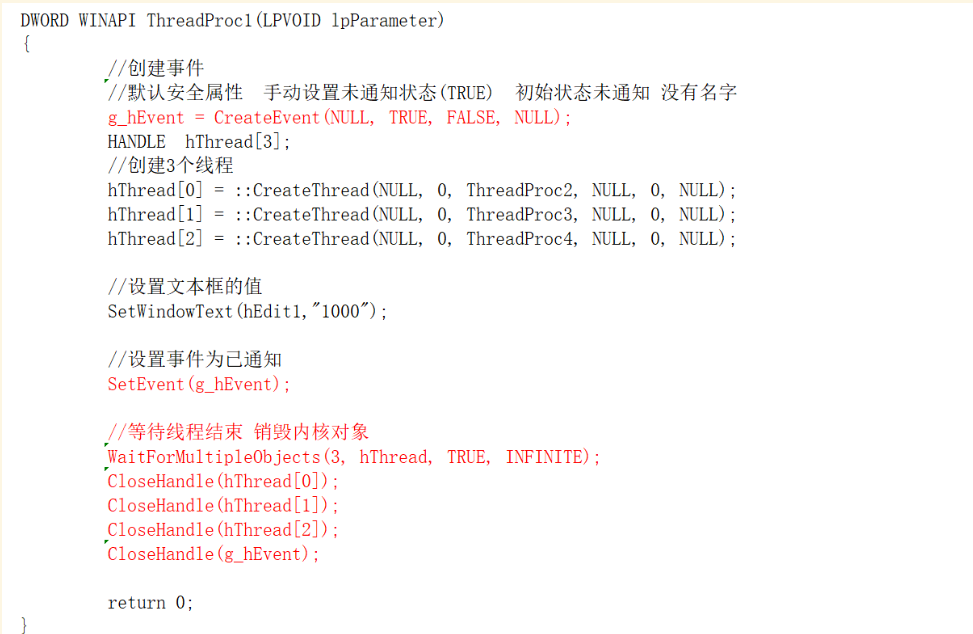 DWORD WINAPI ThreadProc1(LPVOID lpParameter)
{
//创建事件
//默认安全属性  手动设置未通知状态(TRUE)  初始状态未通知 没有名字
g_hEvent = CreateEvent(NULL, TRUE, FALSE, NULL);
HANDLE  hThread[3];
//创建3个线程
hThread[0] = ::CreateThread(NULL, 0, ThreadProc2, NULL, 0, NULL);
hThread[1] = ::CreateThread(NULL, 0, ThreadProc3, NULL, 0, NULL);
hThread[2] = ::CreateThread(NULL, 0, ThreadProc4, NULL, 0, NULL);
//设置文本框的值
SetWindowText(hEdit1,"1000");
//设置事件为已通知
SetEvent(g_hEvent);
//等待线程结束 销毁内核对象
WaitForMultipleObjects(3, hThread, TRUE, INFINITE);
CloseHandle(hThread[0]);
CloseHandle(hThread[1]);
CloseHandle(hThread[2]);
CloseHandle(g_hEvent);
return 0;
}